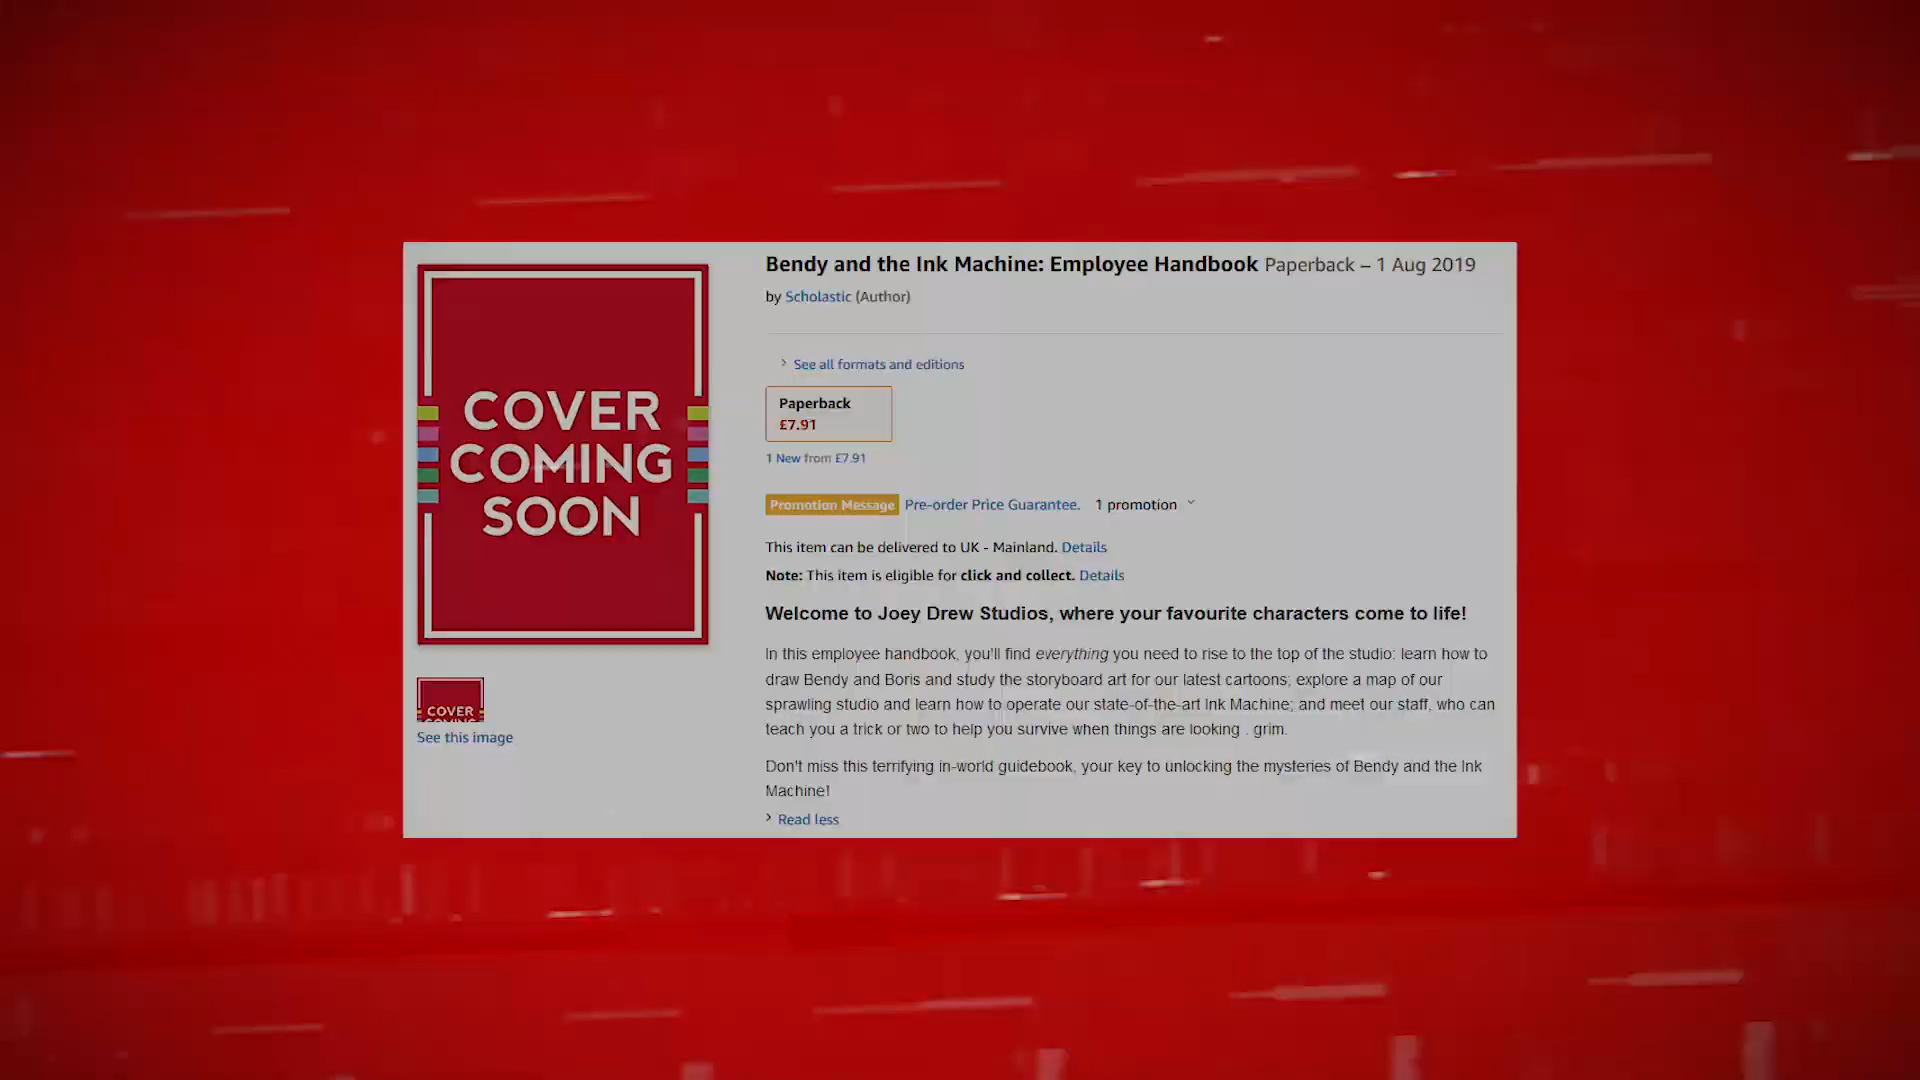 COVER
COMING
SOON
COVER
COMING
See this image
Bendy and the Ink Machine: Employee Handbook Paperback – 1 Aug 2019
by Scholastic (Author)
See all formats and editions
Paperback
£7.91
1 New from £7.91
Promotion Message Pre-order Price Guarantee. 1 promotion
This item can be delivered to UK - Mainland. Details
Note: This item is eligible for click and collect. Details
Welcome to Joey Drew Studios, where your favourite characters come to life!
In this employee handbook, you'll find everything you need to rise to the top of the studio: learn how to
draw Bendy and Boris and study the storyboard art for our latest cartoons; explore a map of our
sprawling studio and learn how to operate our state-of-the-art Ink Machine; and meet our staff, who can
teach you a trick or two to help you survive when things are looking . grim.
Don't miss this terrifying in-world guidebook, your key to unlocking the mysteries of Bendy and the Ink
Machine!
Read less